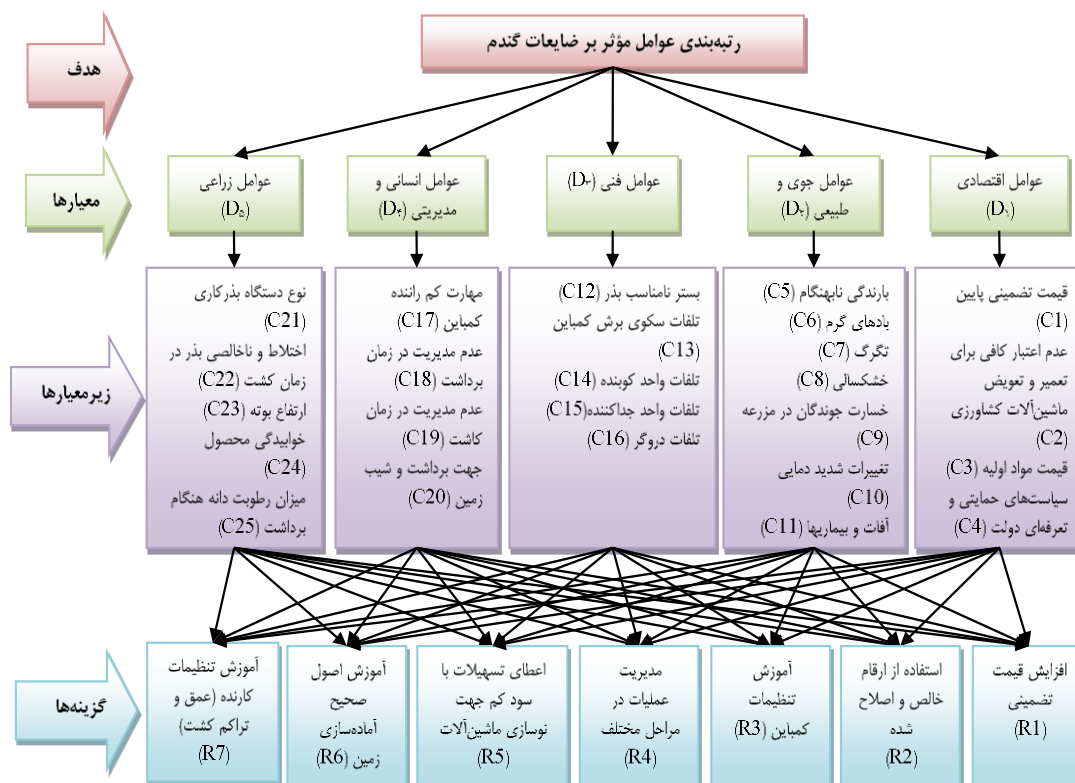 هدف
رتبه‌بندی عوامل مؤثر بر ضایعات گندم
معیارها
عوامل اقتصادی
(D۱)
عوامل جوی و
طبیعی (D۲)
عوامل فنی (D۳)
عوامل انسانی و
مدیریتی (D۴)
عوامل زراعی
(D۵)
زیرمعیارها
قیمت تضمینی پایین
(C1)
عدم اعتبار کافی برای
تعمیر و تعویض
ماشین‌آلات کشاورزی
(C2)
قیمت مواد اولیه (C3)
سیاست‌های حمایتی و
تعرفه‌ای دولت (C4)
بارندگی نابهنگام (C5)
بادهای گرم (C6)
تگرگ (C7)
خشکسالی (C8)
خسارت جوندگان در مزرعه
(C9)
تغییرات شدید دمایی
(C10)
آفات و بیماریها (C11)
بستر نامناسب بذر (C12)
تلفات سکوی برش کمباین
(C13)
تلفات واحد کوبنده (C14)
تلفات واحد جداکننده(C15)
تلفات دروگر (C16)
مهارت کم راننده
کمباین (C17)
عدم مدیریت در زمان
برداشت (C18)
عدم مدیریت در زمان
کاشت (C19)
جهت برداشت و شیب
زمین (C20)
نوع دستگاه بذرکاری
(C21)
اختلاط و ناخالصی بذر در
زمان کشت (C22)
ارتفاع بوته (C23)
خوابیدگی محصول
(C24)
میزان رطوبت دانه هنگام
برداشت (C25)
گزینه‌ها
افزایش قیمت
تضمینی
(R1)
استفاده از ارقام
خالص و اصلاح
شده
(R2)
آموزش
تنظیمات
کمباین (R3)
مدیریت
عملیات در
مراحل مختلف
(R4)
اعطای تسهیلات با
سود کم جهت
نوسازی ماشین‌آلات
(R5)
آموزش اصول
صحیح
آماده‌سازی
زمین (R6)
آموزش تنظیمات
کارنده (عمق و
تراکم کشت)
(R7)